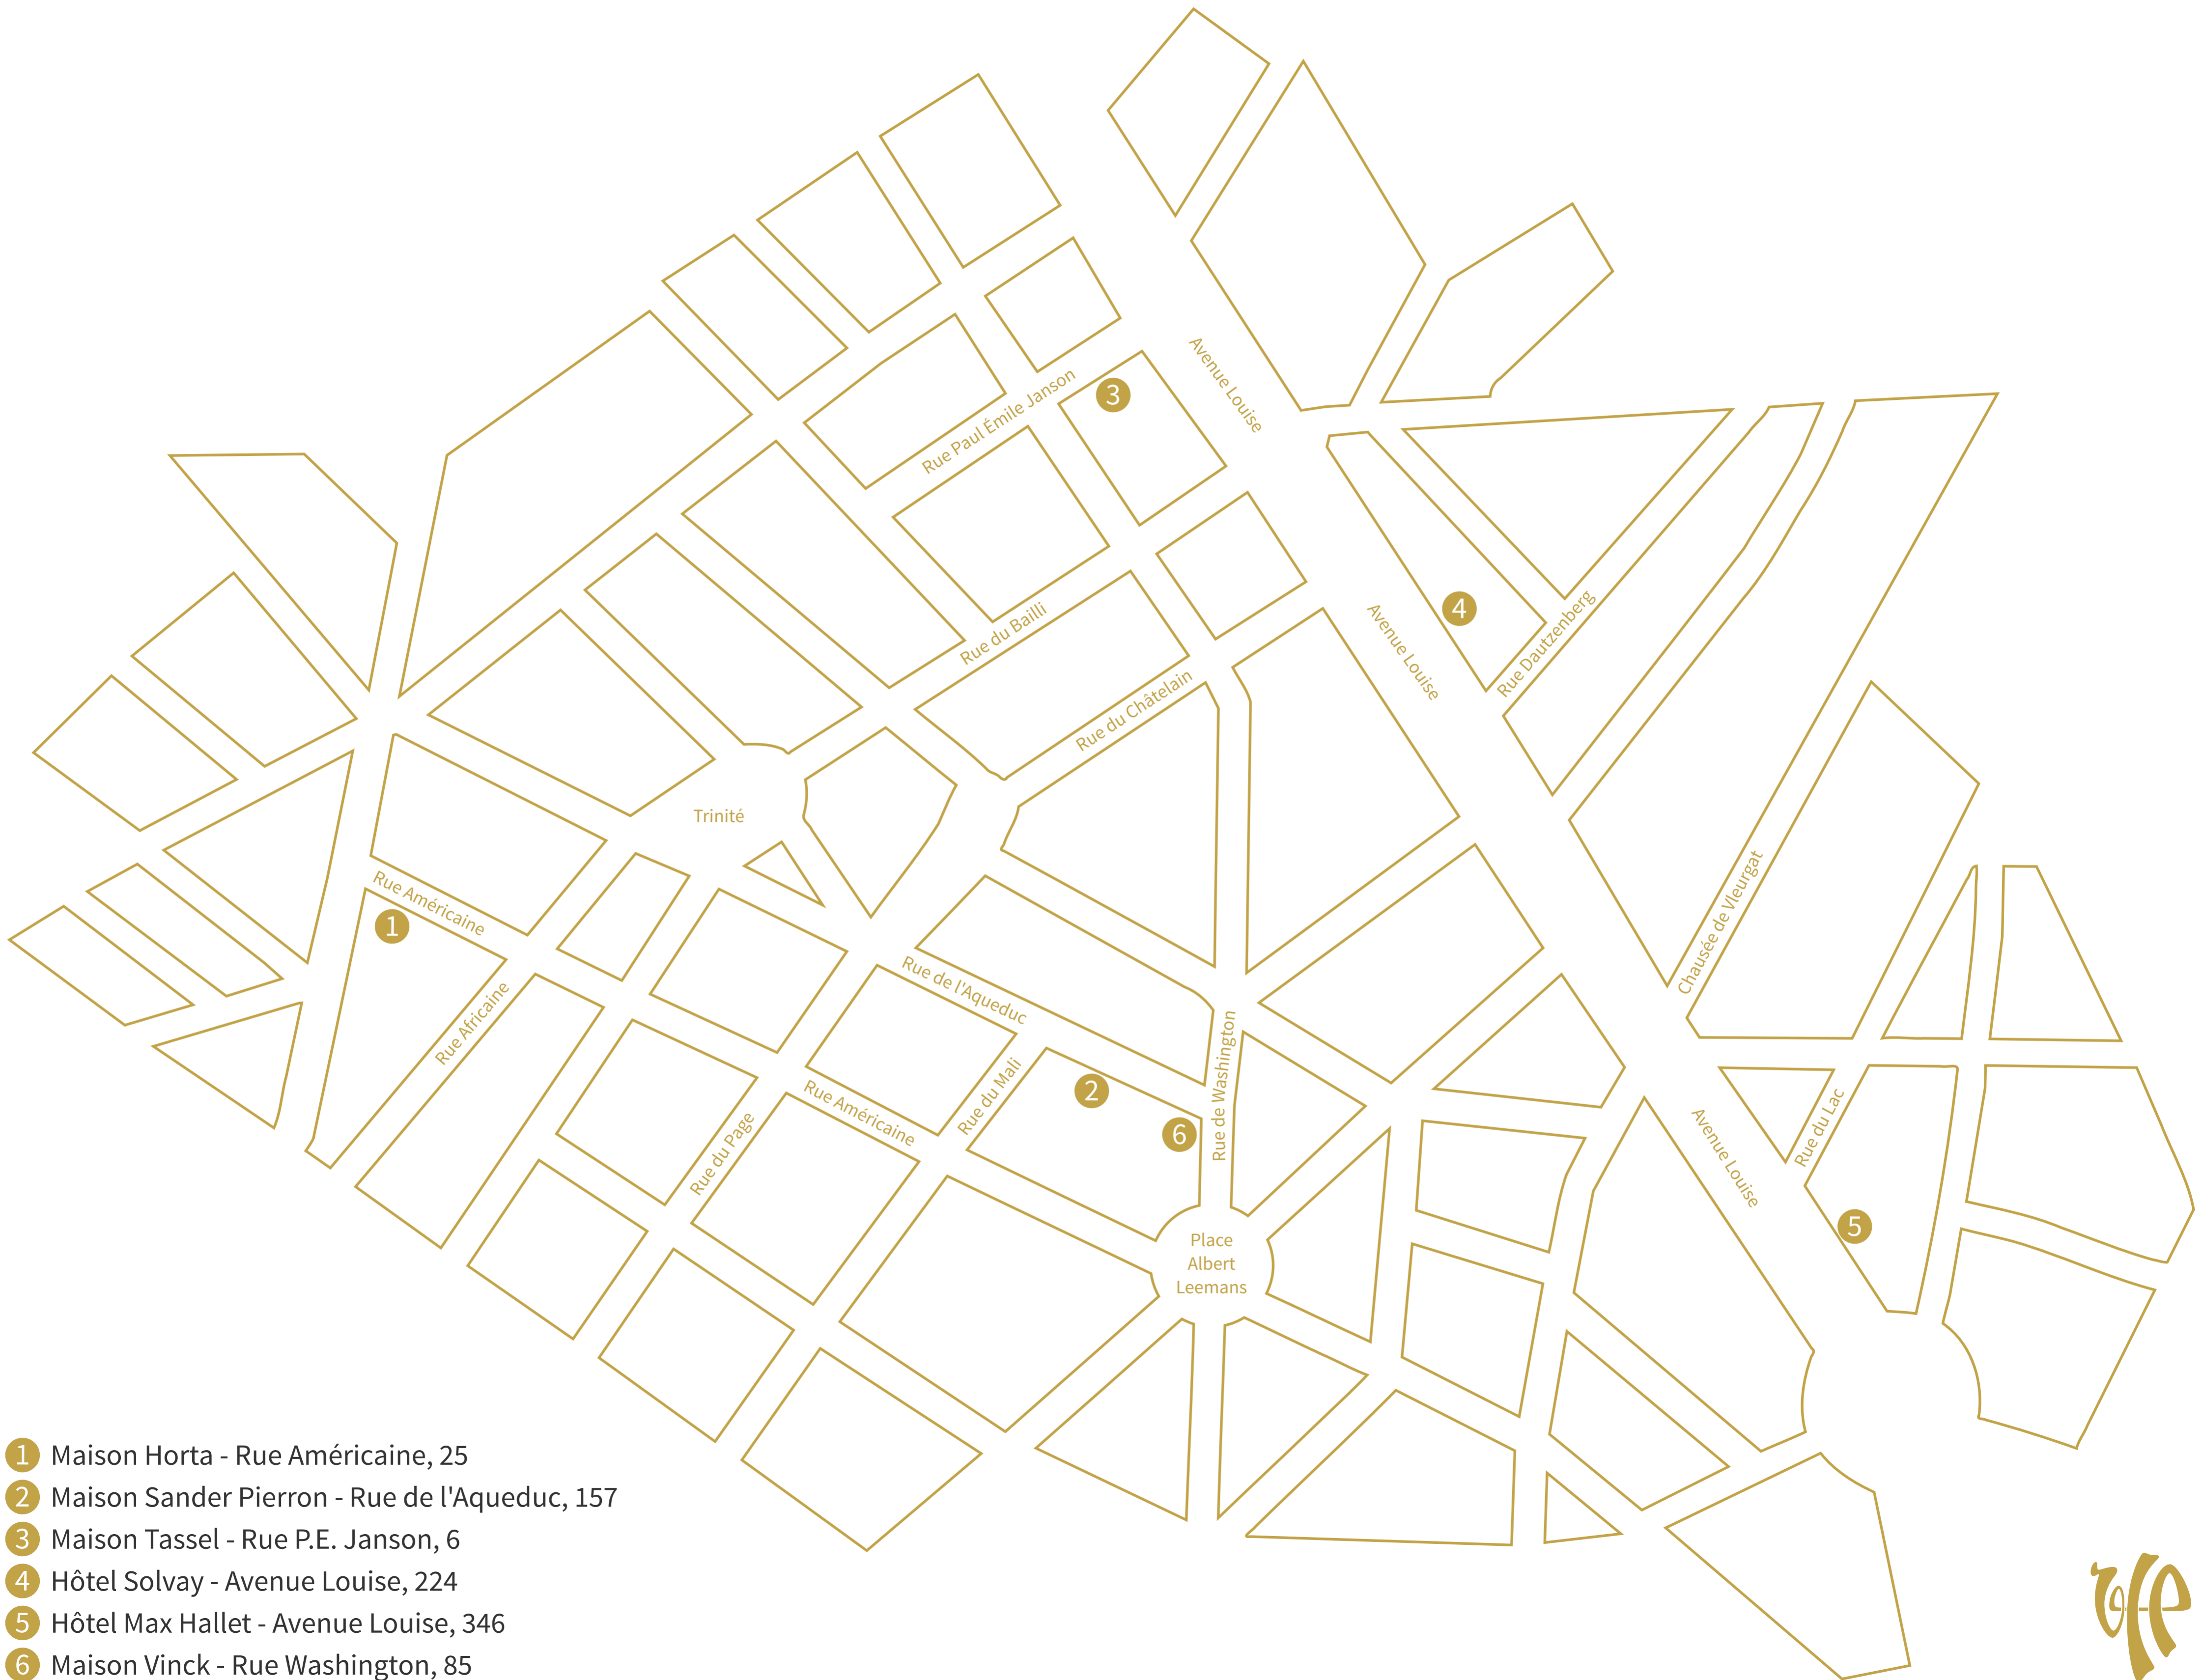 Avenue Louise
Rue Paul Émile Janson
3
Rue du Bailli
Avenue Louise
4
Rue Dautzenberg
Rue du Châtelain
Trinité
Rue Américaine
1
Chausée de Vleurgat
Rue Africaine
Rue de l'Aqueduc
Rue de Washington
Rue du Mali
2
6
Rue Américaine
Rue du Page
Avenue Louise
Rue du Lac
5
Place
Albert
Leemans
1 Maison Horta - Rue Américaine, 25
2 Maison Sander Pierron - Rue de l'Aqueduc, 157
3 Maison Tassel - Rue P.E. Janson, 6
4 Hôtel Solvay - Avenue Louise, 224
5 Hôtel Max Hallet - Avenue Louise, 346
6 Maison Vinck - Rue Washington, 85